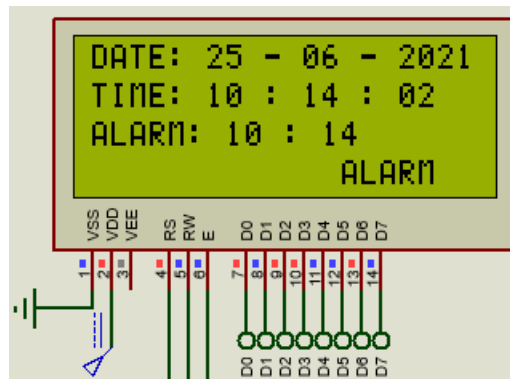 DATE: 25 - 06 - 2021
TIME: 10 : 14 : 02
ALARM: 10 : 14
ALARM
VSS VDD VEE RS RW E D0 D1 D2 D3 D4 D5 D6 D7
1 2 3 4 5 6 7 8 9 10 11 12 13 14
D0 D1 D2 D3 D4 D5 D6 D7